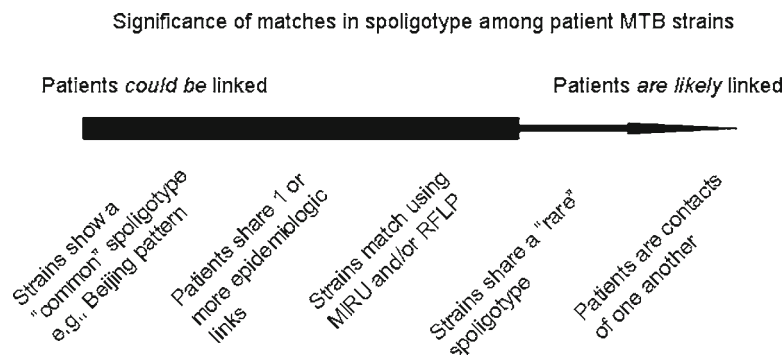 Significance of matches in spoligotype among patient MTB strains
Patients could be linked
Patients are likely linked
Strains show a
"common" spoligotype
e.g., Beijing pattern
Patients share 1 or
more epidemiologic
links
Strains match using
MIRU and/or RFLP
Strains share a "rare"
spoligotype
Patients are contacts
of one another